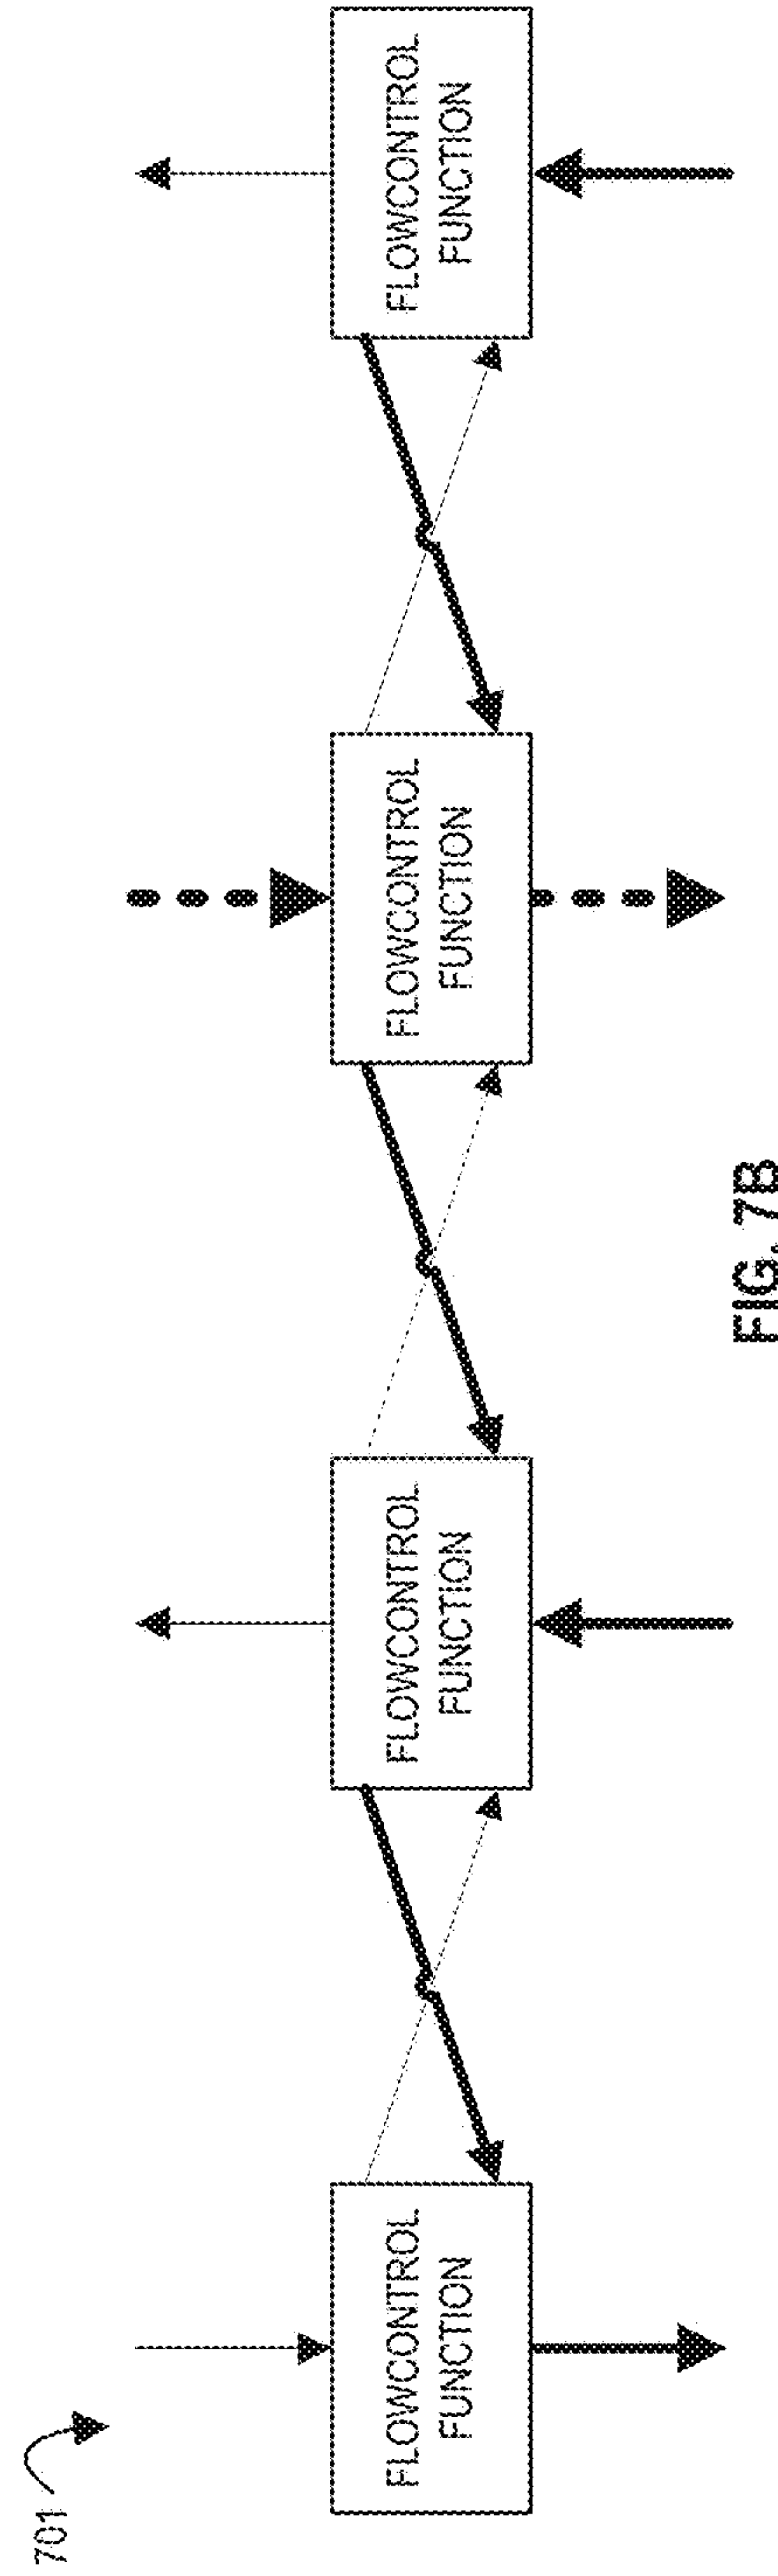 701
FLOWCONTROL
FUNCTION
FLOWCONTROL
FUNCTION
FLOWCONTROL
FUNCTION
FLOWCONTROL
FUNCTION
FIG. 7B